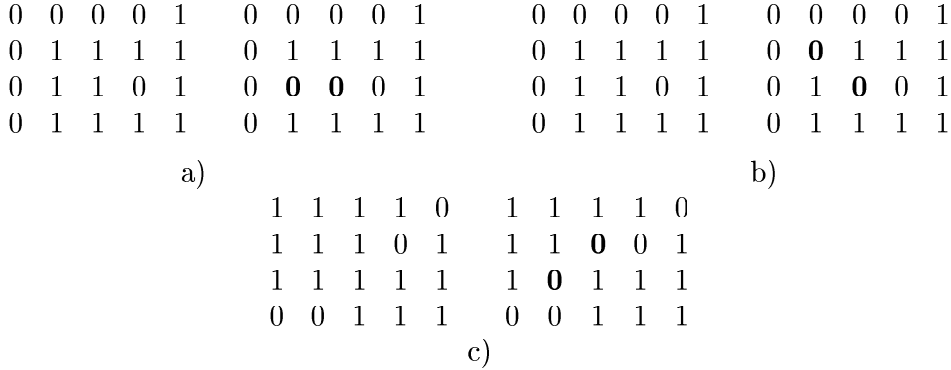 0 0 0 0 1 0 0 0 0 1 0 0 0 0 1 0 0 0 0 1
0 1 1 1 1 0 1 1 1 1 0 1 1 1 1 0 0 1 1 1
0 1 1 0 1 0 0 0 0 1 0 1 1 0 1 0 1 0 0 1
0 1 1 1 1 0 1 1 1 1 0 1 1 1 1 0 1 1 1 1
a) b)
1 1 1 1 0 1 1 1 1 0
1 1 1 0 1 1 1 0 0 1
1 1 1 1 1 1 0 1 1 1
0 0 1 1 1 0 0 1 1 1
c)